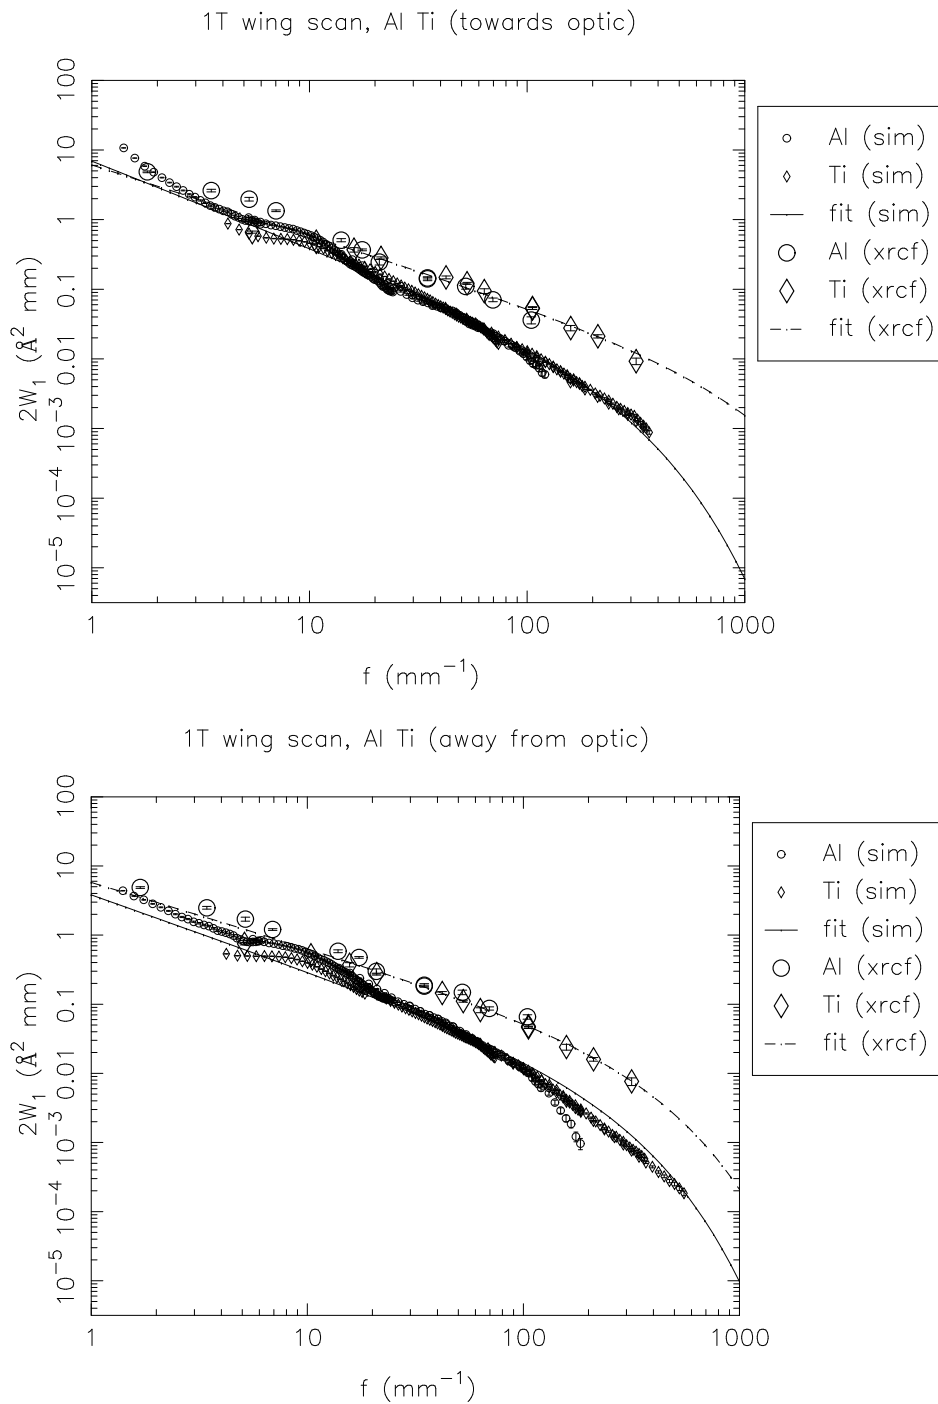 1T wing scan, Al Ti (towards optic)
100
10
1
0.1
0.01
10⁻³
10⁻⁴
10⁻⁵
2W₁ (Å² mm)
1
10
100
1000
f (mm⁻¹)
Al (sim)
Ti (sim)
fit (sim)
Al (xrcf)
Ti (xrcf)
fit (xrcf)
1T wing scan, Al Ti (away from optic)
100
10
1
0.1
0.01
10⁻³
10⁻⁴
10⁻⁵
2W₁ (Å² mm)
1
10
100
1000
f (mm⁻¹)
Al (sim)
Ti (sim)
fit (sim)
Al (xrcf)
Ti (xrcf)
fit (xrcf)